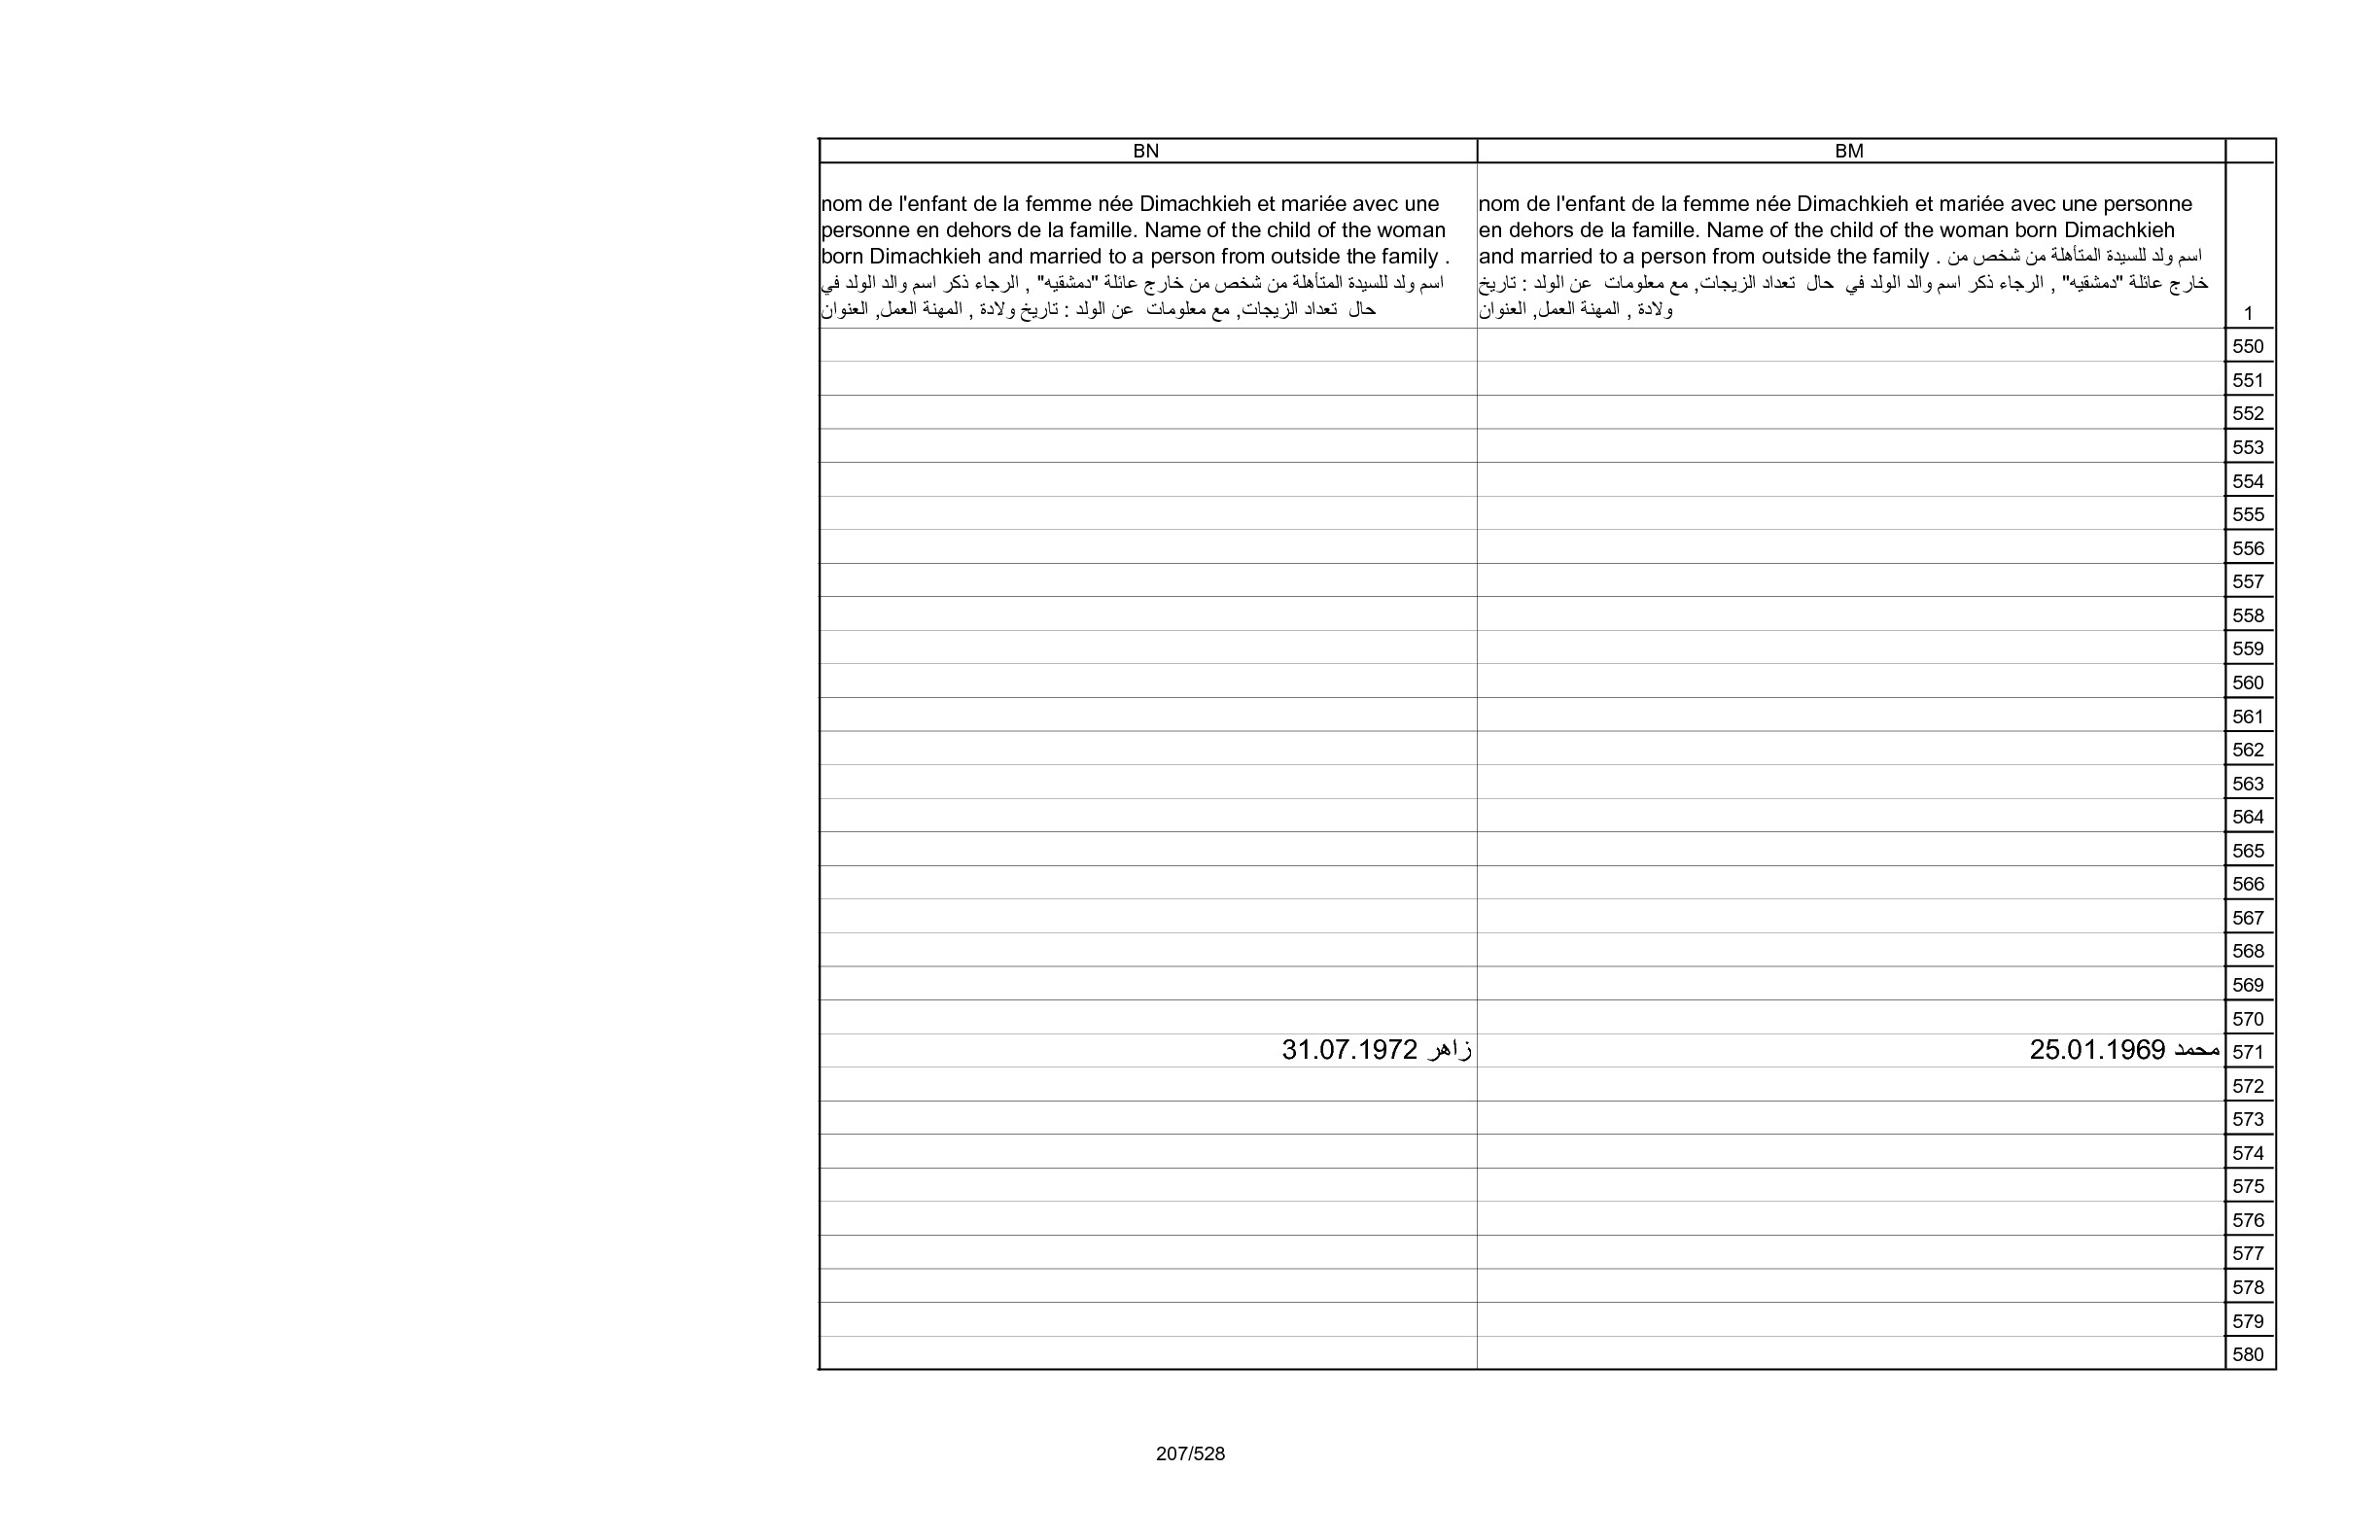 BN
BM
nom de l'enfant de la femme née Dimachkieh et mariée avec une
personne en dehors de la famille. Name of the child of the woman
born Dimachkieh and married to a person from outside the family .
اسم ولد للسيدة المتأهلة من شخص من خارج عائلة "دمشقيه" , الرجاء ذكر اسم والد الولد في
حال تعداد الزيجات, مع معلومات عن الولد : تاريخ ولادة , المهنة العمل, العنوان
nom de l'enfant de la femme née Dimachkieh et mariée avec une personne
en dehors de la famille. Name of the child of the woman born Dimachkieh
and married to a person from outside the family . اسم ولد للسيدة المتأهلة من شخص من
خارج عائلة "دمشقيه" , الرجاء ذكر اسم والد الولد في حال تعداد الزيجات, مع معلومات عن الولد : تاريخ
ولادة , المهنة العمل, العنوان
1
550
551
552
553
554
555
556
557
558
559
560
561
562
563
564
565
566
567
568
569
570
زاهر 31.07.1972
محمد 25.01.1969
571
572
573
574
575
576
577
578
579
580
207/528